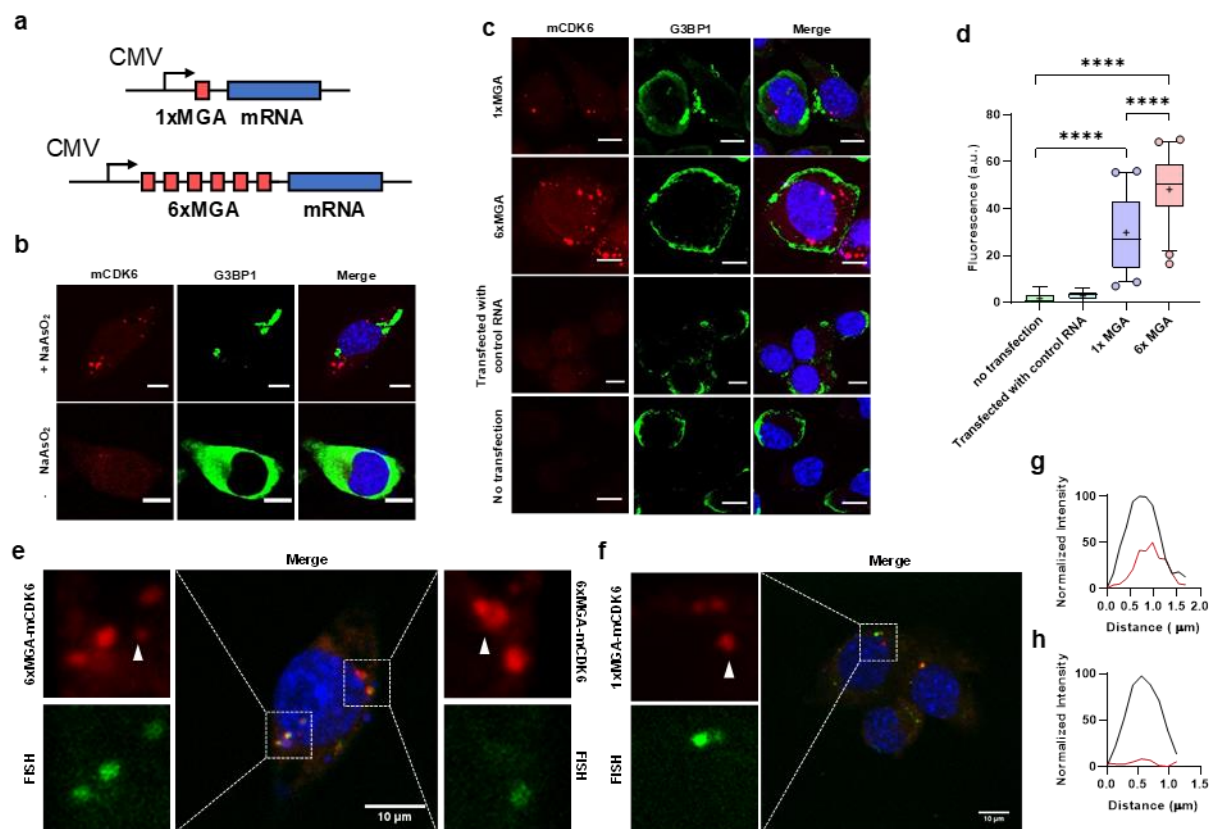 a
CMV
1xMGA mRNA
CMV
6xMGA mRNA
b
mCDK6 G3BP1 Merge
+ NaAsO2
- NaAsO2
c
mCDK6 G3BP1 Merge
1xMGA
6xMGA
Transfected with
control RNA
No transfection
d
****
**** ****
Fluorescence (a.u.)
80
60
40
20
0
no transfection
Transfected with control RNA
1x MGA
6x MGA
e
Merge
6xMGA-mCDK6
FISH
10 µm
6xMGA-mCDK6
FISH
f
Merge
1xMGA-mCDK6
FISH
10 µm
g
Normalized Intensity
100
50
0
0.0 0.5 1.0 1.5 2.0
Distance ( µm)
h
Normalized Intensity
100
50
0
0.0 0.5 1.0 1.5
Distance (µm)